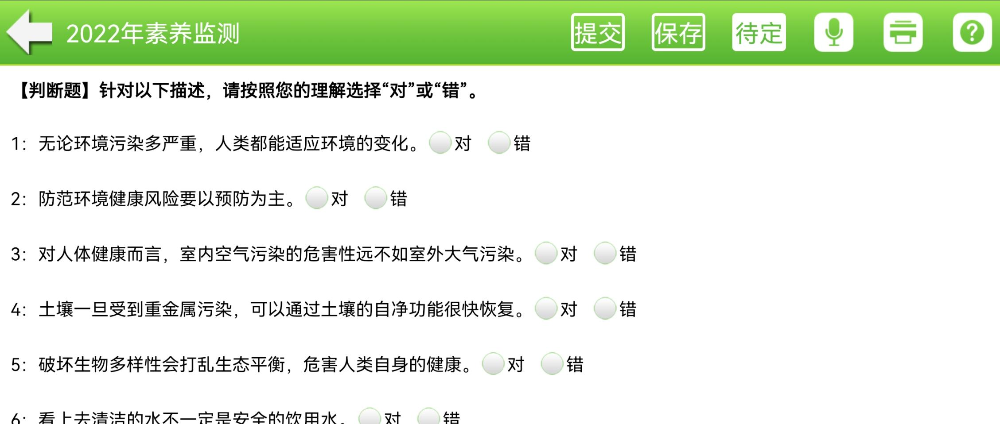 2022年素养监测 提交 保存 待定
【判断题】针对以下描述，请按照您的理解选择“对”或“错”。
1：无论环境污染多严重，人类都能适应环境的变化。 对 错
2：防范环境健康风险要以预防为主。 对 错
3：对人体健康而言，室内空气污染的危害性远不如室外大气污染。 对 错
4：土壤一旦受到重金属污染，可以通过土壤的自净功能很快恢复。 对 错
5：破坏生物多样性会打乱生态平衡，危害人类自身的健康。 对 错
6：看上去清洁的水不一定是安全的饮用水。 对 错